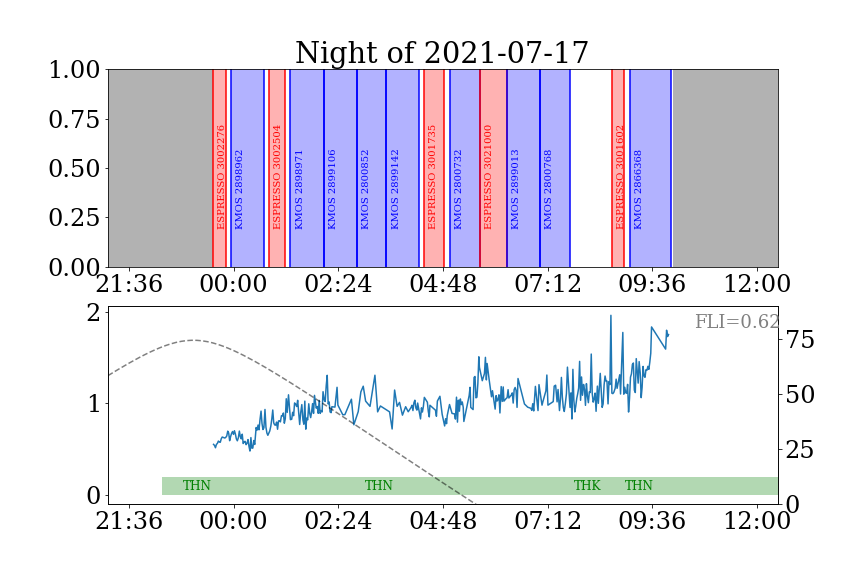 Night of 2021-07-17
1.00
0.75
0.50
0.25
0.00
ESPRESSO 3002276
KMOS 2898962
ESPRESSO 3002504
KMOS 2898971
KMOS 2899106
KMOS 2800852
KMOS 2899142
ESPRESSO 3001735
KMOS 2800732
ESPRESSO 3021000
KMOS 2899013
KMOS 2800768
ESPRESSO 3001602
KMOS 2866368
21:36 00:00 02:24 04:48 07:12 09:36 12:00
2
1
0
FLI=0.62
75
50
25
0
THN THN THK THN
21:36 00:00 02:24 04:48 07:12 09:36 12:00